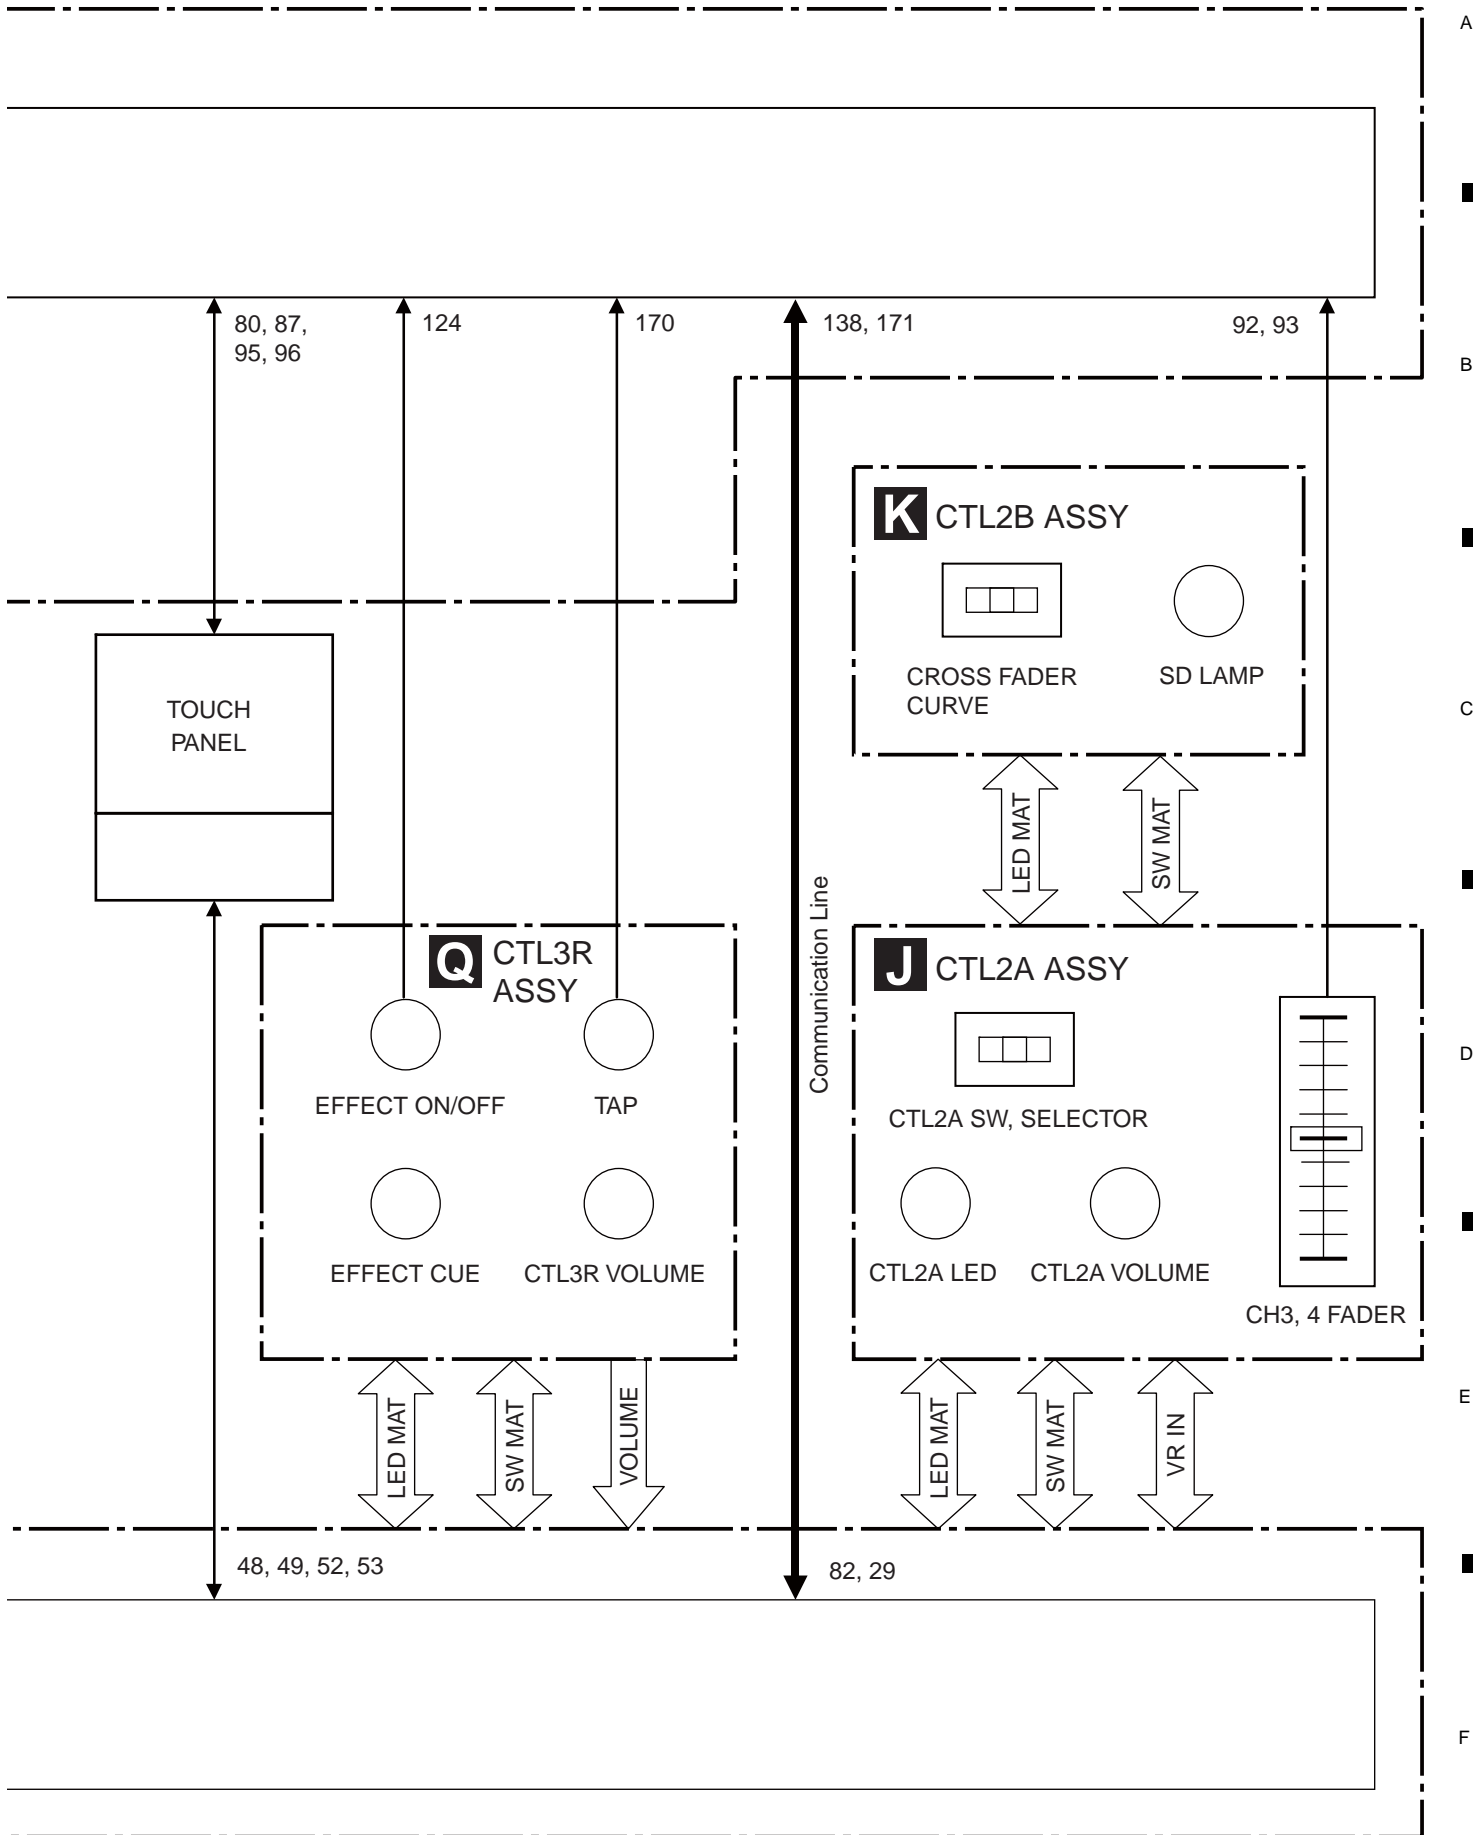 A
80, 87,
95, 96
124
170
138, 171
92, 93
B
K CTL2B ASSY
CROSS FADER
CURVE
SD LAMP
TOUCH
PANEL
C
LED MAT
SW MAT
Communication Line
Q CTL3R
ASSY
J CTL2A ASSY
D
EFFECT ON/OFF
TAP
CTL2A SW, SELECTOR
EFFECT CUE
CTL3R VOLUME
CTL2A LED
CTL2A VOLUME
CH3, 4 FADER
E
LED MAT
SW MAT
VOLUME
LED MAT
SW MAT
VR IN
48, 49, 52, 53
82, 29
F